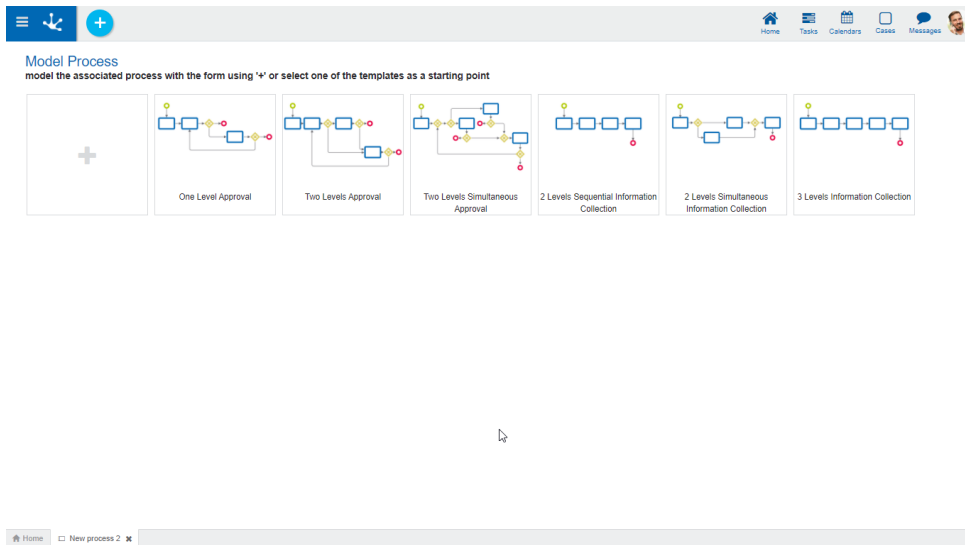 Home
Tasks
Calendars
Cases
Messages
Model Process
model the associated process with the form using '+' or select one of the templates as a starting point
One Level Approval
Two Levels Approval
Two Levels Simultaneous
Approval
2 Levels Sequential Information
Collection
2 Levels Simultaneous
Information Collection
3 Levels Information Collection
Home
New process 2